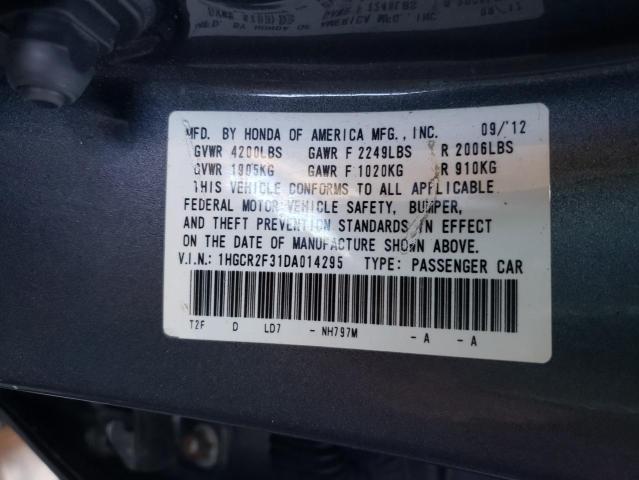 MFD. BY HONDA OF AMERICA MFG., INC. 09/'12
GVWR 4200LBS GAWR F 2249LBS R 2006LBS
GVWR 1905KG GAWR F 1020KG R 910KG
THIS VEHICLE CONFORMS TO ALL APPLICABLE
FEDERAL MOTOR VEHICLE SAFETY, BUMPER,
AND THEFT PREVENTION STANDARDS IN EFFECT
ON THE DATE OF MANUFACTURE SHOWN ABOVE.
V.I.N.: 1HGCR2F31DA014295 TYPE: PASSENGER CAR
T2F D LD7 - NH797M - A - A